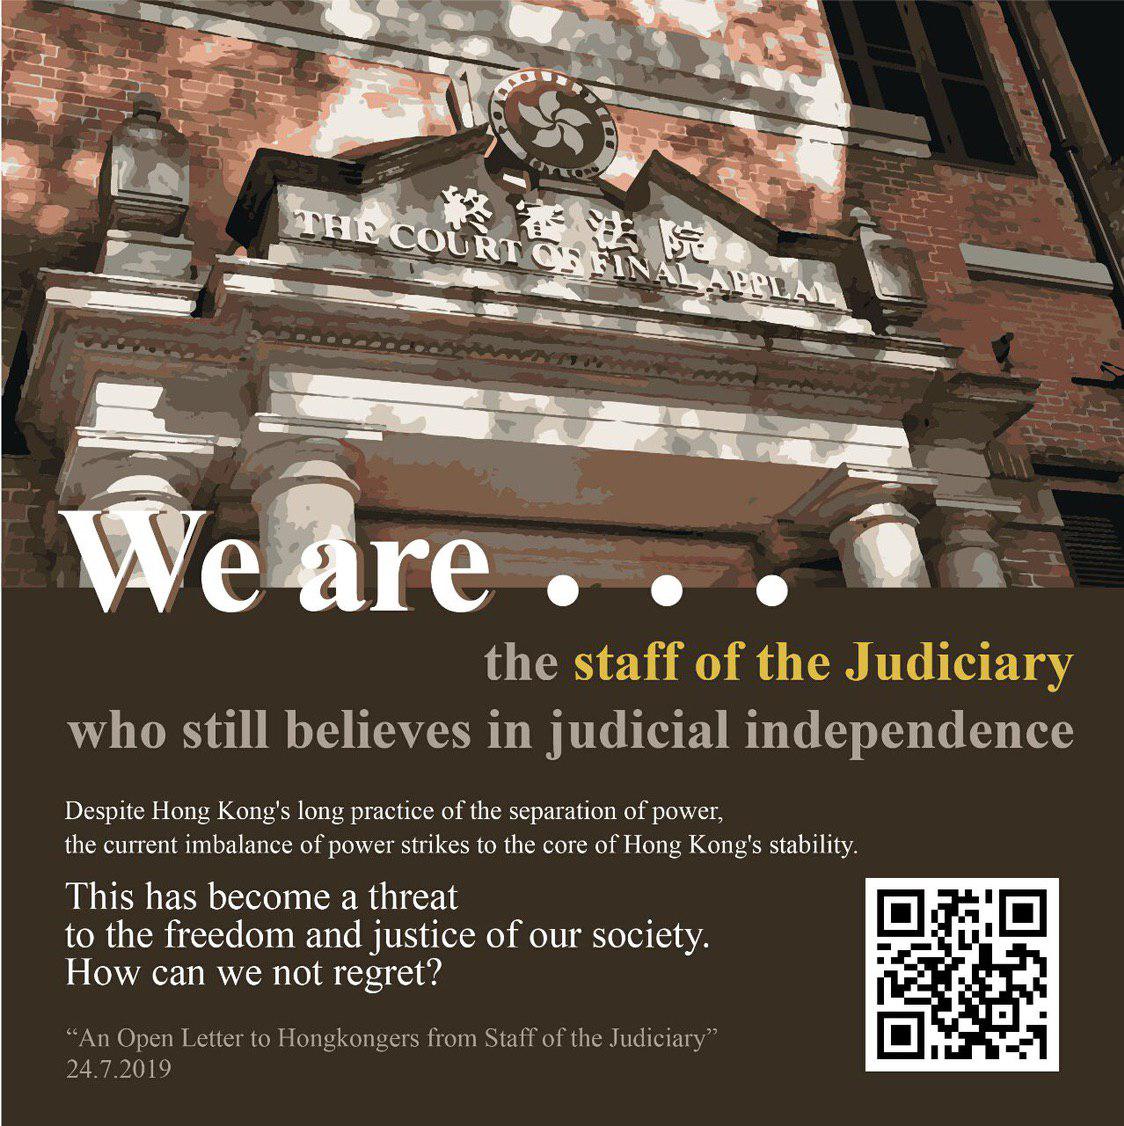 終審法院
THE COURT OF FINAL APPEAL
We are . . .
the staff of the Judiciary
who still believes in judicial independence
Despite Hong Kong's long practice of the separation of power,
the current imbalance of power strikes to the core of Hong Kong's stability.
This has become a threat
to the freedom and justice of our society.
How can we not regret?
“An Open Letter to Hongkongers from Staff of the Judiciary”
24.7.2019